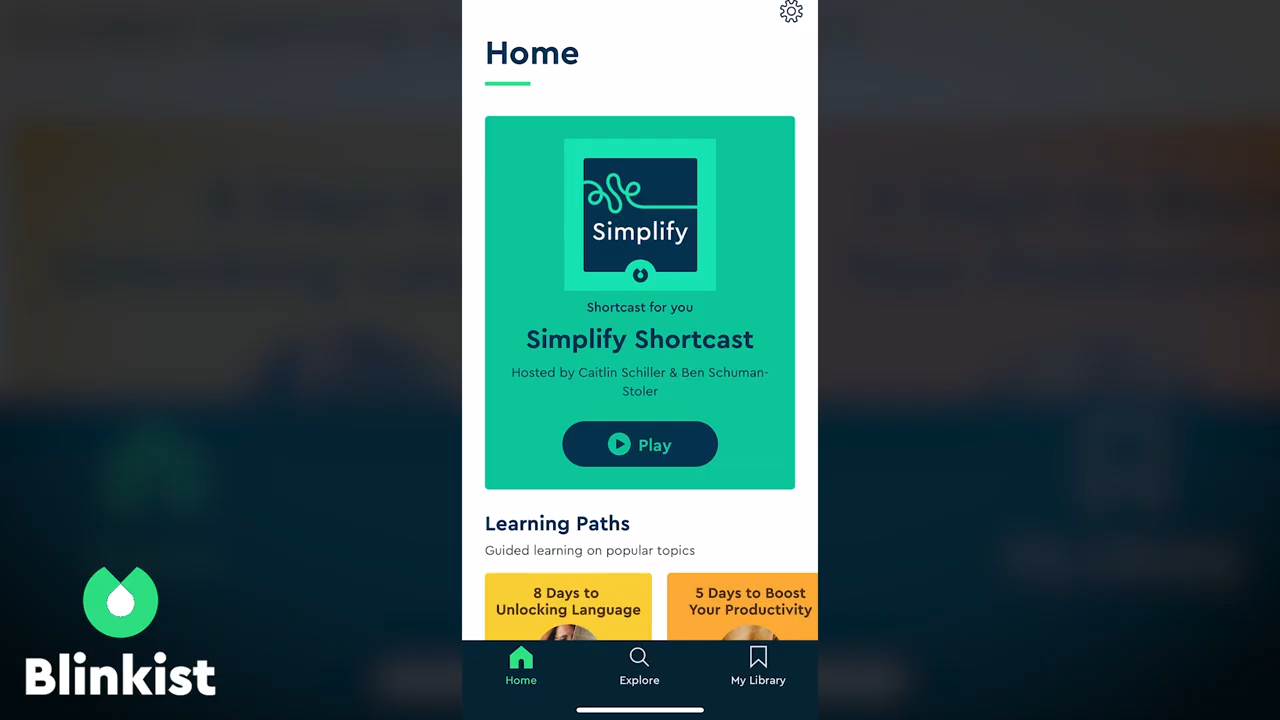 Home
Simplify
Shortcast for you
Simplify Shortcast
Hosted by Caitlin Schiller & Ben Schuman-
Stoler
Play
Learning Paths
Guided learning on popular topics
8 Days to
Unlocking Language
5 Days to Boost
Your Productivity
Home
Explore
My Library
Blinkist